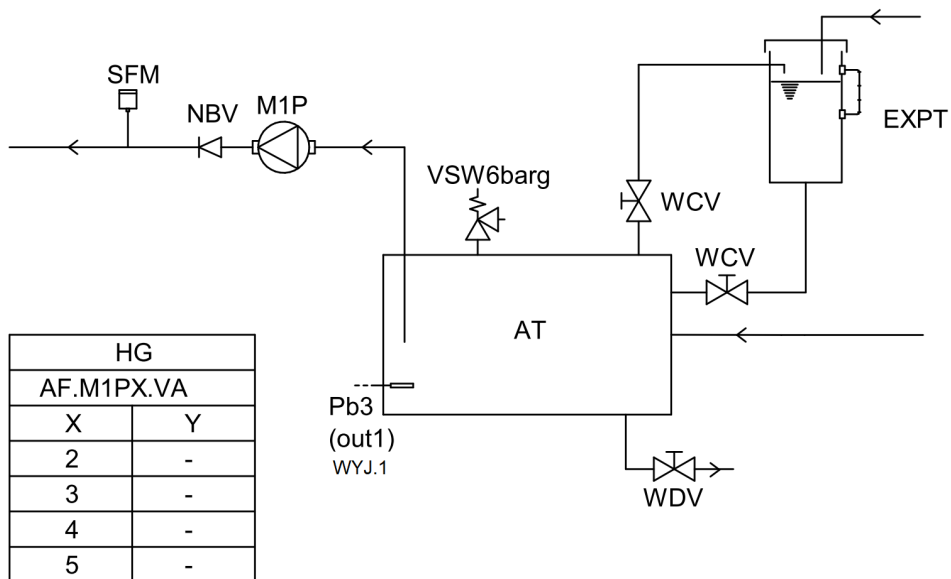 SFM
NBV
M1P
EXPT
VSW6barg
WCV
WCV
AT
Pb3
(out1)
WYJ.1
WDV
HG
AF.M1PX.VA
X Y
2 -
3 -
4 -
5 -